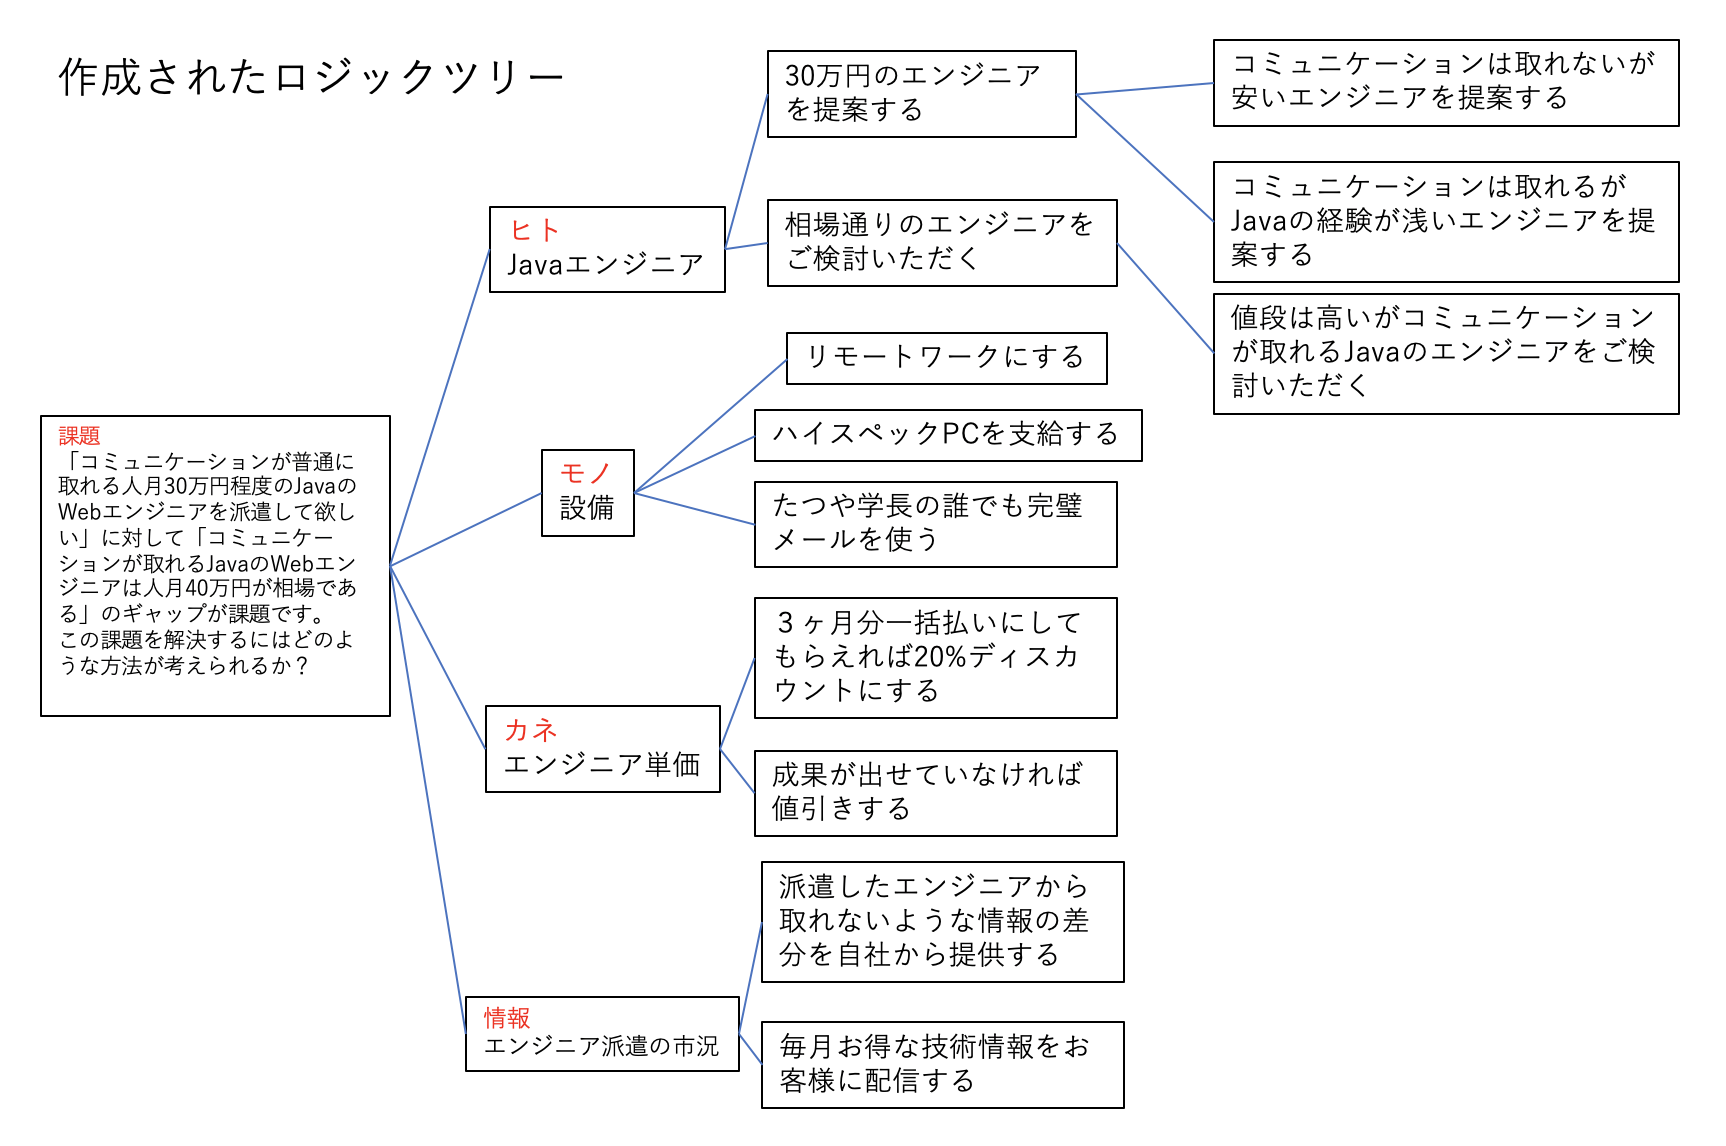 作成されたロジックツリー
課題
「コミュニケーションが普通に
取れる人月30万円程度のJavaの
Webエンジニアを派遣して欲し
い」に対して「コミュニケー
ションが取れるJavaのWebエン
ジニアは人月40万円が相場であ
る」のギャップが課題です。
この課題を解決するにはどのよ
うな方法が考えられるか？
ヒト
Javaエンジニア
30万円のエンジニア
を提案する
コミュニケーションは取れないが
安いエンジニアを提案する
コミュニケーションは取れるが
Javaの経験が浅いエンジニアを提
案する
相場通りのエンジニアを
ご検討いただく
値段は高いがコミュニケーション
が取れるJavaのエンジニアをご検
討いただく
モノ
設備
リモートワークにする
ハイスペックPCを支給する
たつや学長の誰でも完璧
メールを使う
カネ
エンジニア単価
３ヶ月分一括払いにして
もらえれば20%ディスカ
ウントにする
成果が出せていなければ
値引きする
情報
エンジニア派遣の市況
派遣したエンジニアから
取れないような情報の差
分を自社から提供する
毎月お得な技術情報をお
客様に配信する